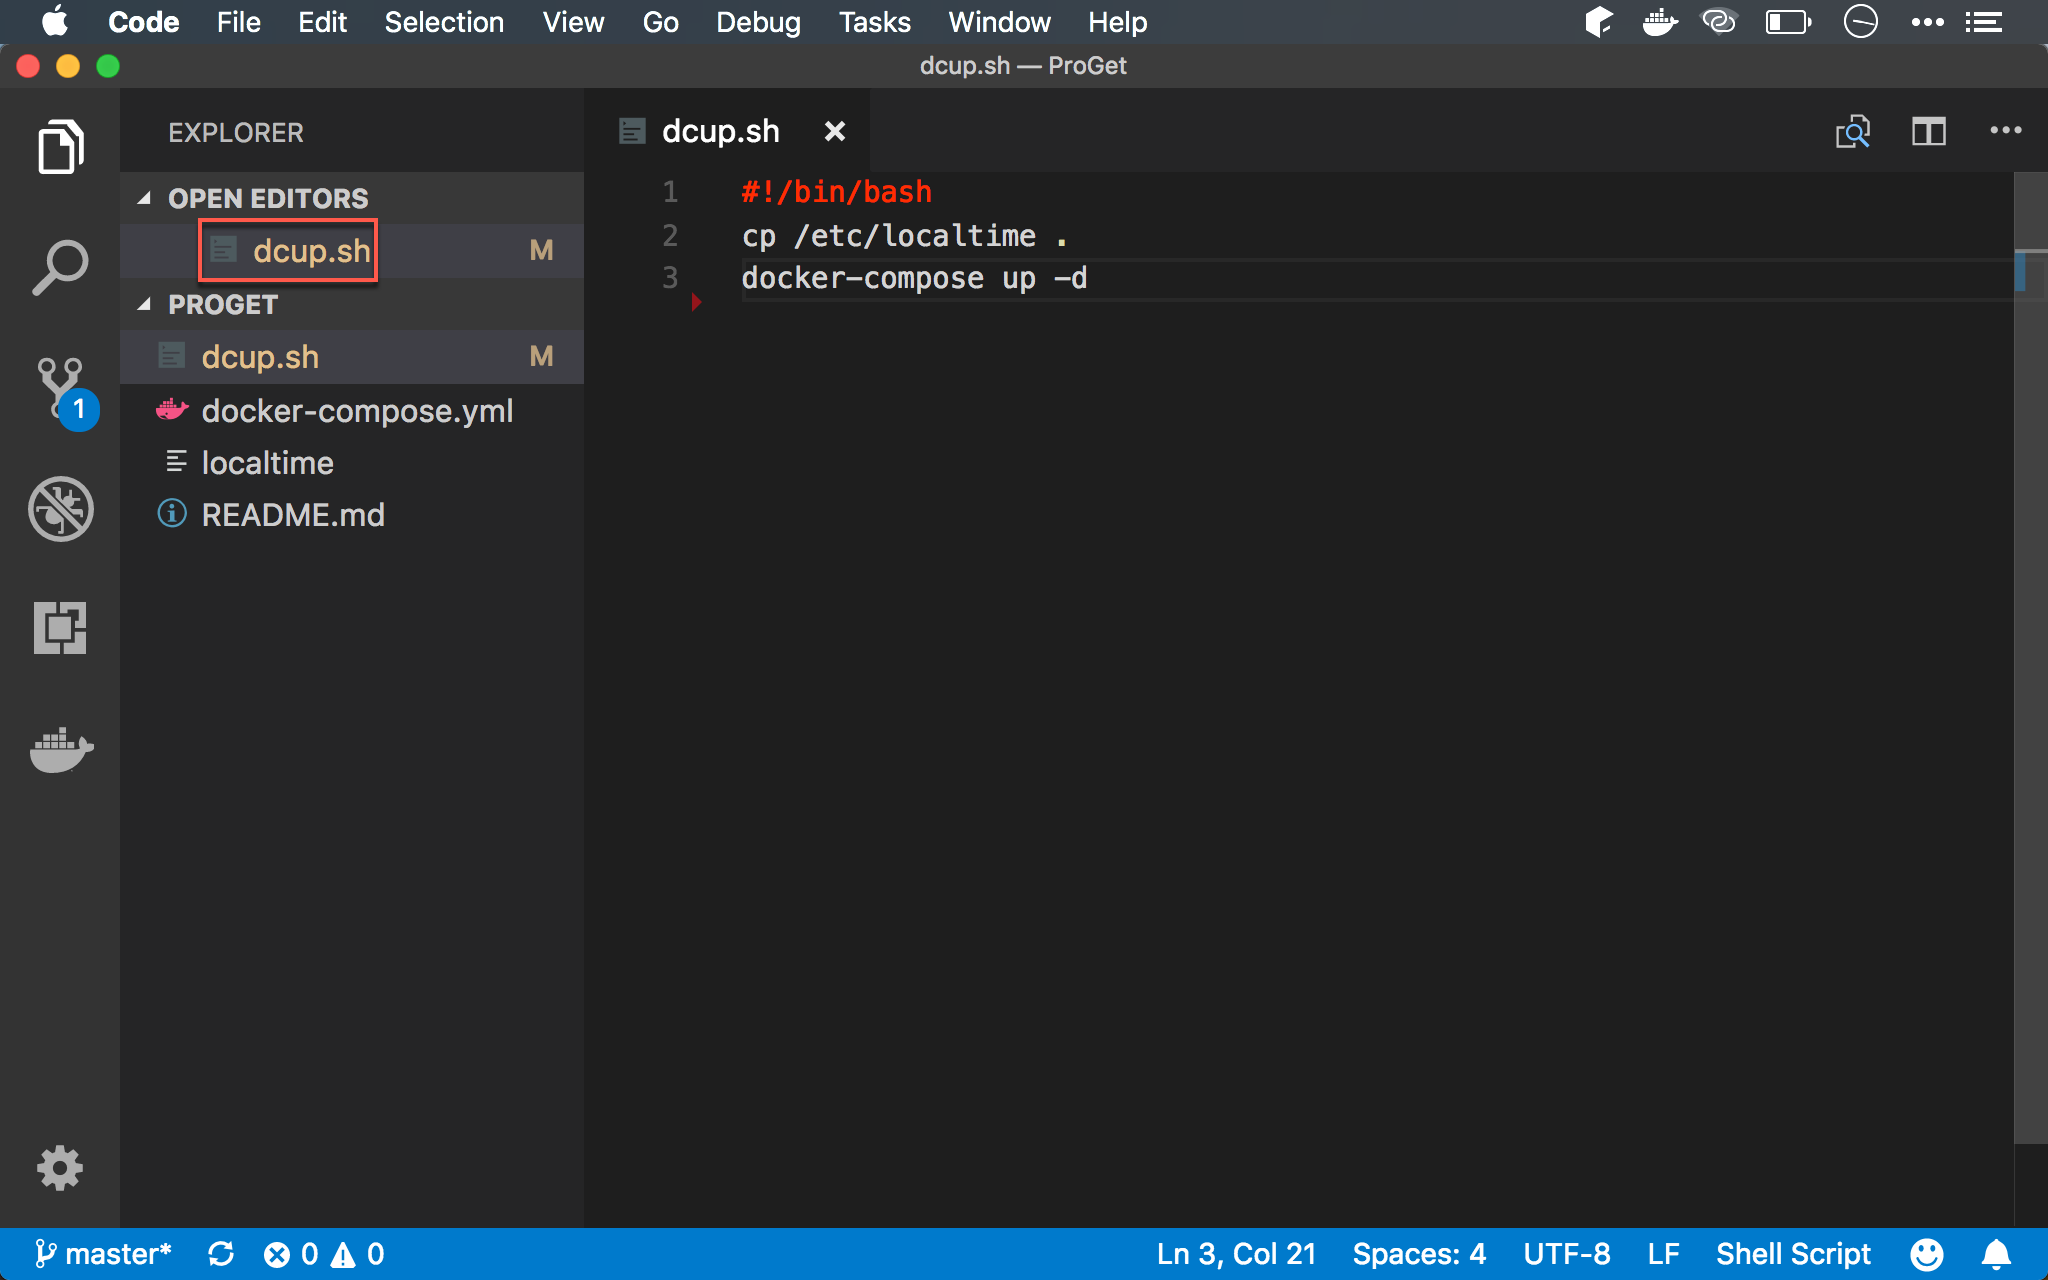 Code File Edit Selection View Go Debug Tasks Window Help
dcup.sh — ProGet
EXPLORER
OPEN EDITORS
dcup.sh M
PROGET
dcup.sh M
docker-compose.yml
localtime
README.md
1
dcup.sh
1 #!/bin/bash
2 cp /etc/localtime .
3 docker-compose up -d
master* 0 0 Ln 3, Col 21 Spaces: 4 UTF-8 LF Shell Script